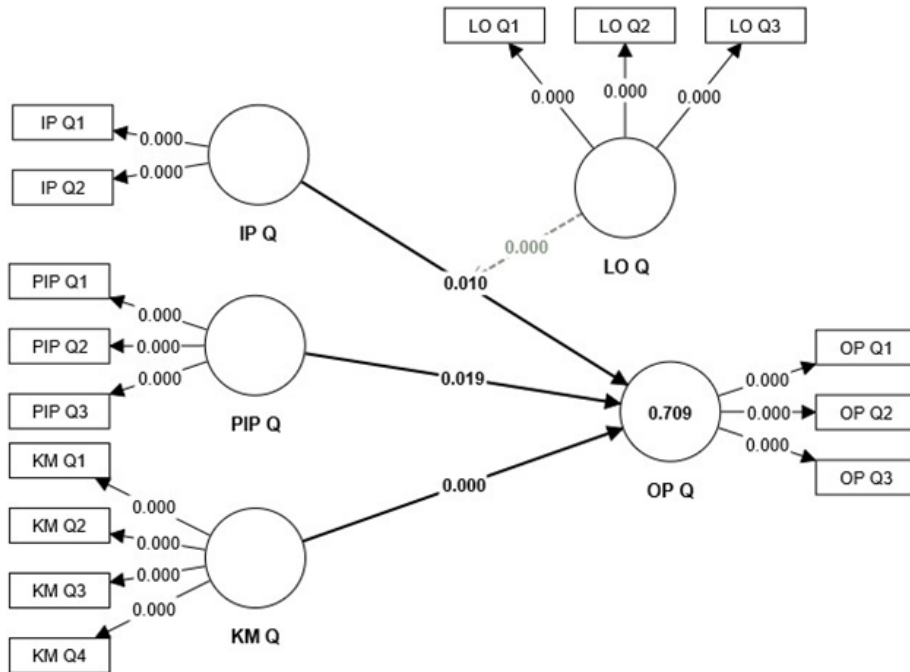 LO Q1
LO Q2
LO Q3
0.000
0.000
0.000
LO Q
IP Q1
IP Q2
0.000
0.000
IP Q
0.000
0.010
PIP Q1
PIP Q2
PIP Q3
0.000
0.000
0.000
PIP Q
0.019
KM Q1
KM Q2
KM Q3
KM Q4
0.000
0.000
0.000
0.000
KM Q
0.000
0.709
OP Q
0.000
0.000
0.000
OP Q1
OP Q2
OP Q3